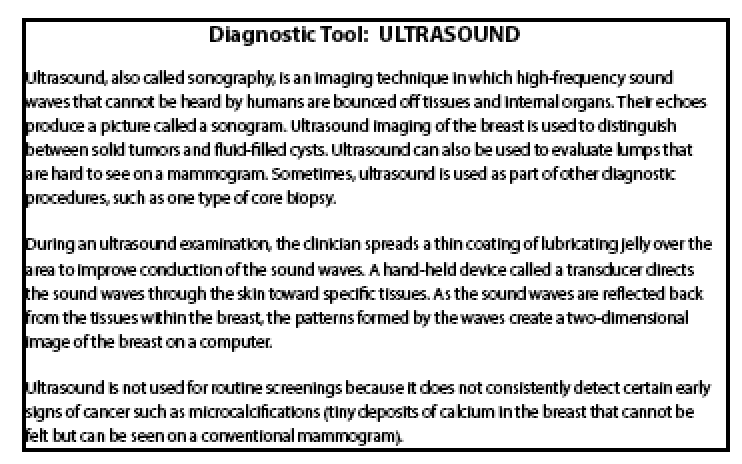 Diagnostic Tool: ULTRASOUND
Ultrasound, also called sonography, is an imaging technique in which high-frequency sound
waves that cannot be heard by humans are bounced off tissues and internal organs. Their echoes
produce a picture called a sonogram. Ultrasound imaging of the breast is used to distinguish
between solid tumors and fluid-filled cysts. Ultrasound can also be used to evaluate lumps that
are hard to see on a mammogram. Sometimes, ultrasound is used as part of other diagnostic
procedures, such as one type of core biopsy.
During an ultrasound examination, the clinician spreads a thin coating of lubricating jelly over the
area to improve conduction of the sound waves. A hand-held device called a transducer directs
the sound waves through the skin toward specific tissues. As the sound waves are reflected back
from the tissues within the breast, the patterns formed by the waves create a two-dimensional
image of the breast on a computer.
Ultrasound is not used for routine screenings because it does not consistently detect certain early
signs of cancer such as microcalcifications (tiny deposits of calcium in the breast that cannot be
felt but can be seen on a conventional mammogram).